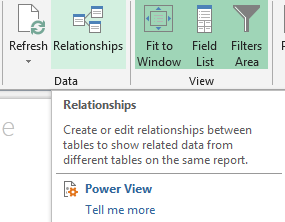 Refresh Relationships Fit to Field Filters
Window List Area
Data View
Relationships
Create or edit relationships between
tables to show related data from
different tables on the same report.
Power View
Tell me more